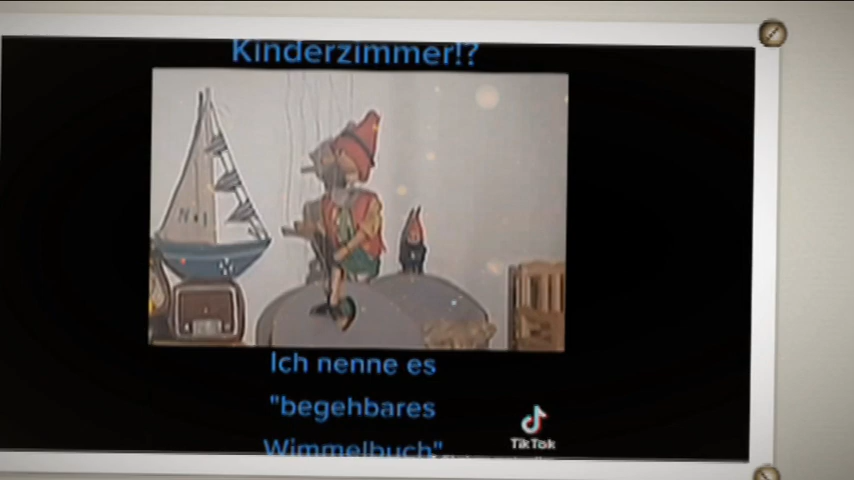 Kinderzimmer!?
Ich nenne es
"begehbares
Wimmelbuch"
TikTok